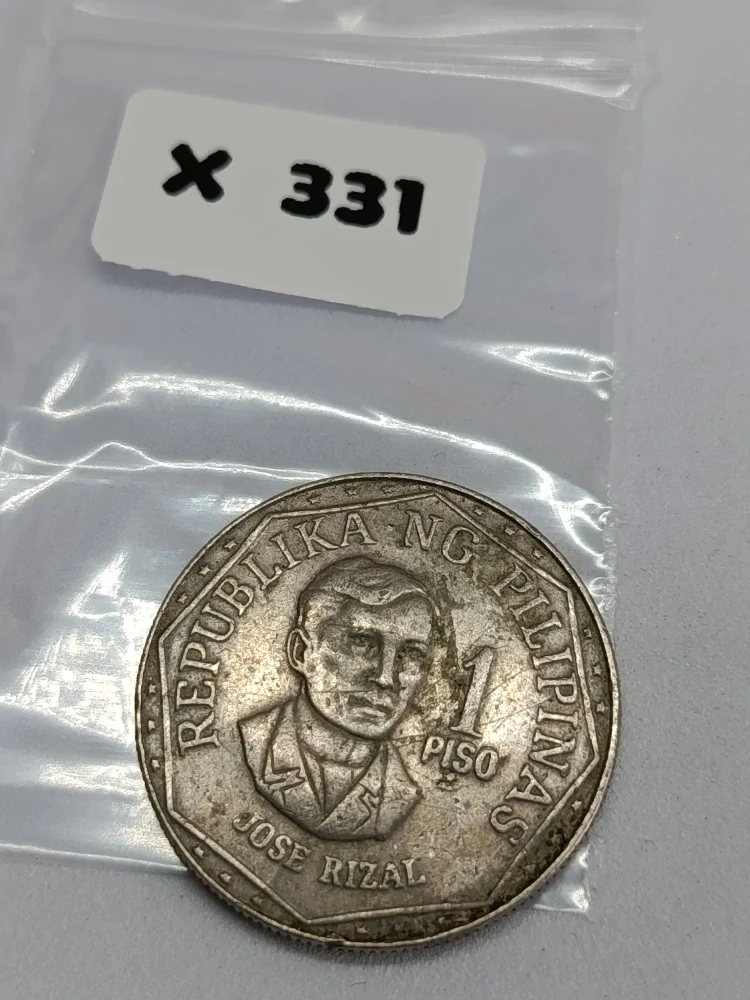 X 331
REPUBLIKA NG PILIPINAS
1
PISO
JOSE RIZAL